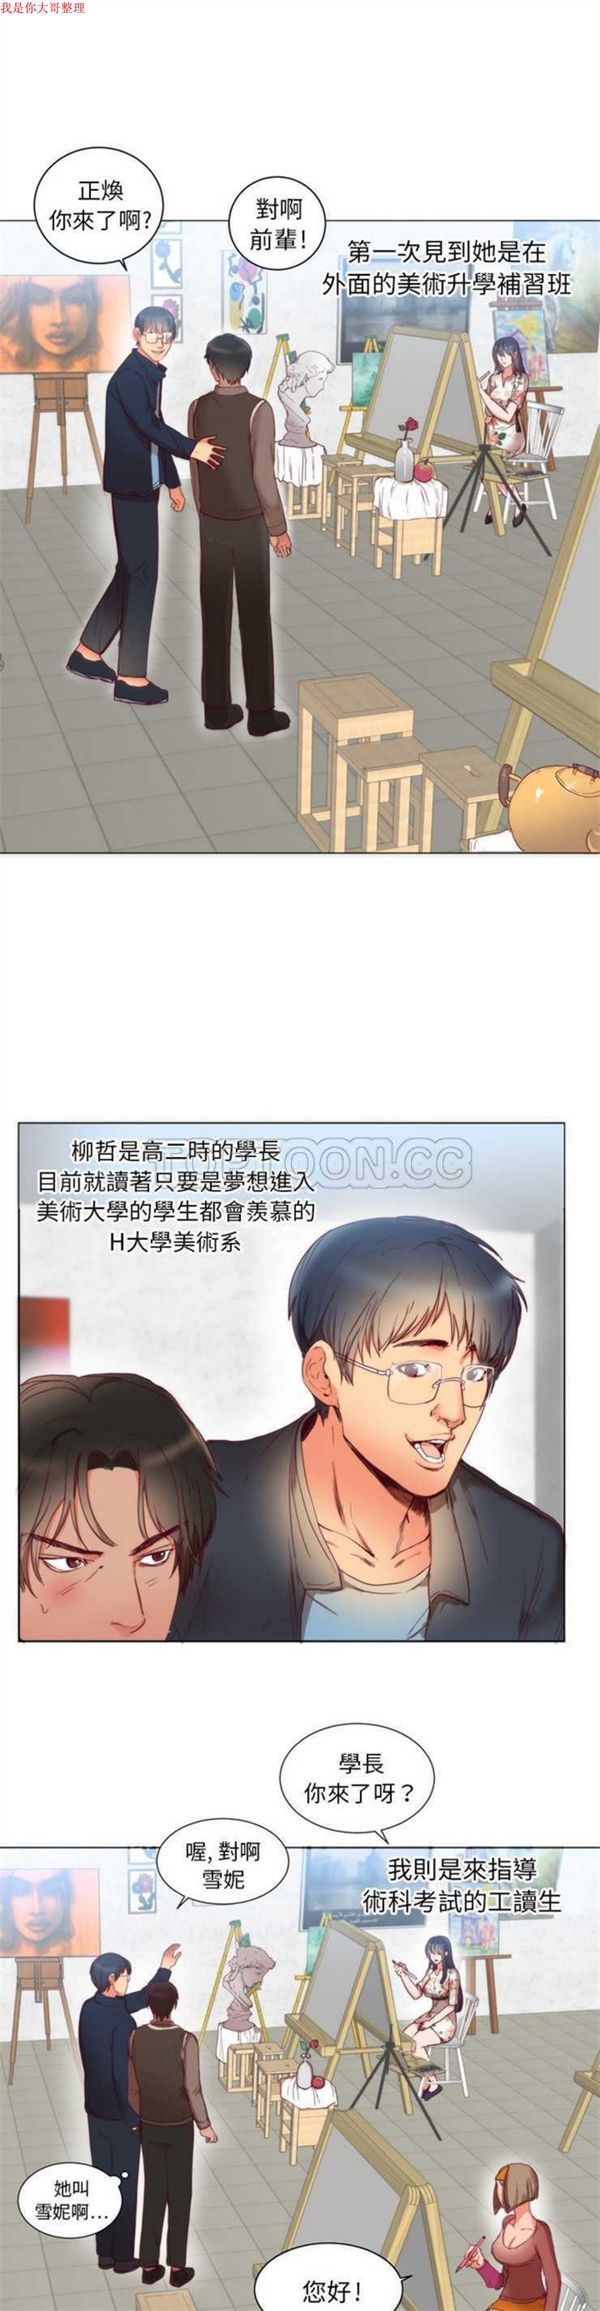 我是你大哥整理
正煥
你來了啊?
對啊
前輩!
第一次見到她是在
外面的美術升學補習班
柳哲是高二時的學長
目前就讀著只要是夢想進入
美術大學的學生都會羨慕的
H大學美術系
TOPTOON.CC
學長
你來了呀?
喔, 對啊
雪妮
我則是來指導
術科考試的工讀生
她叫
雪妮啊...
您好!